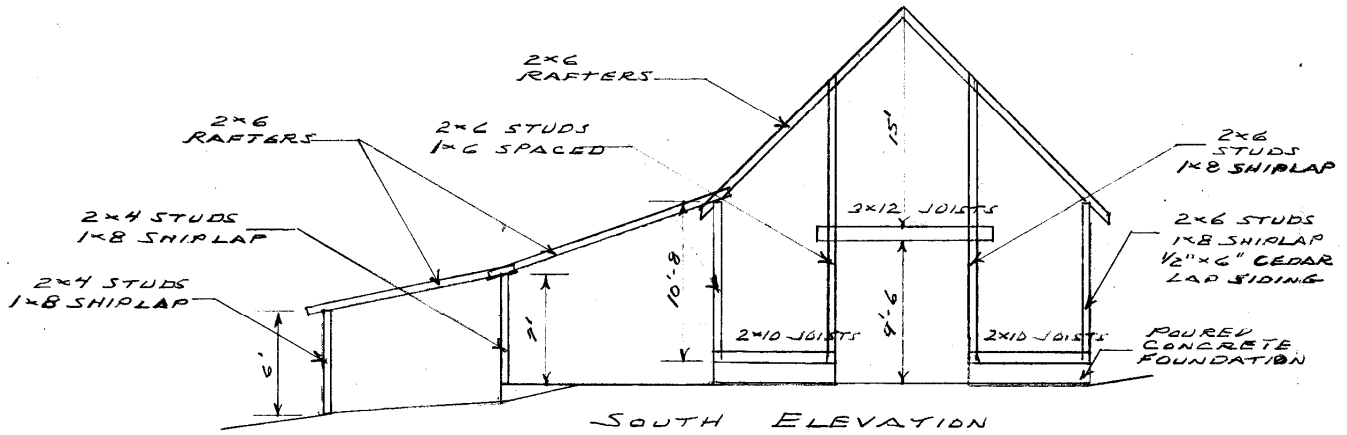 2×6
RAFTERS
2×6
RAFTERS
2×6 STUDS
1×6 SPACED
2×4 STUDS
1×8 SHIPLAP
2×4 STUDS
1×8 SHIPLAP
15'
2×6
STUDS
1×8 SHIPLAP
3×12 JOISTS
2×6 STUDS
1×8 SHIPLAP
1/2"×6" CEDAR
LAP SIDING
6'
7'
10'-8
9'-6
2×10 JOISTS
2×10 JOISTS
POURED
CONCRETE
FOUNDATION
SOUTH ELEVATION